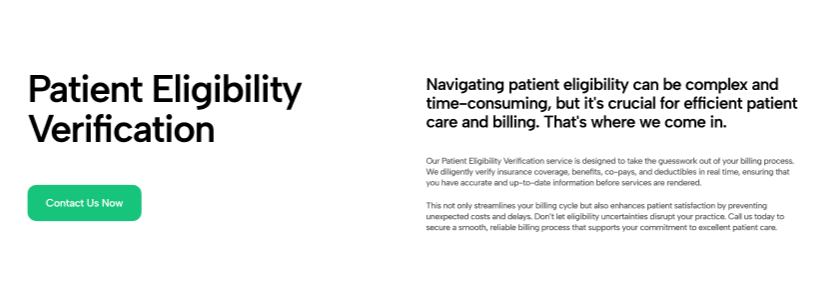 Patient Eligibility
Verification
Contact Us Now
Navigating patient eligibility can be complex and
time-consuming, but it's crucial for efficient patient
care and billing. That's where we come in.
Our Patient Eligibility Verification service is designed to take the guesswork out of your billing process.
We diligently verify insurance coverage, benefits, co-pays, and deductibles in real time, ensuring that
you have accurate and up-to-date information before services are rendered.
This not only streamlines your billing cycle but also enhances patient satisfaction by preventing
unexpected costs and delays. Don't let eligibility uncertainties disrupt your practice. Call us today to
secure a smooth, reliable billing process that supports your commitment to excellent patient care.